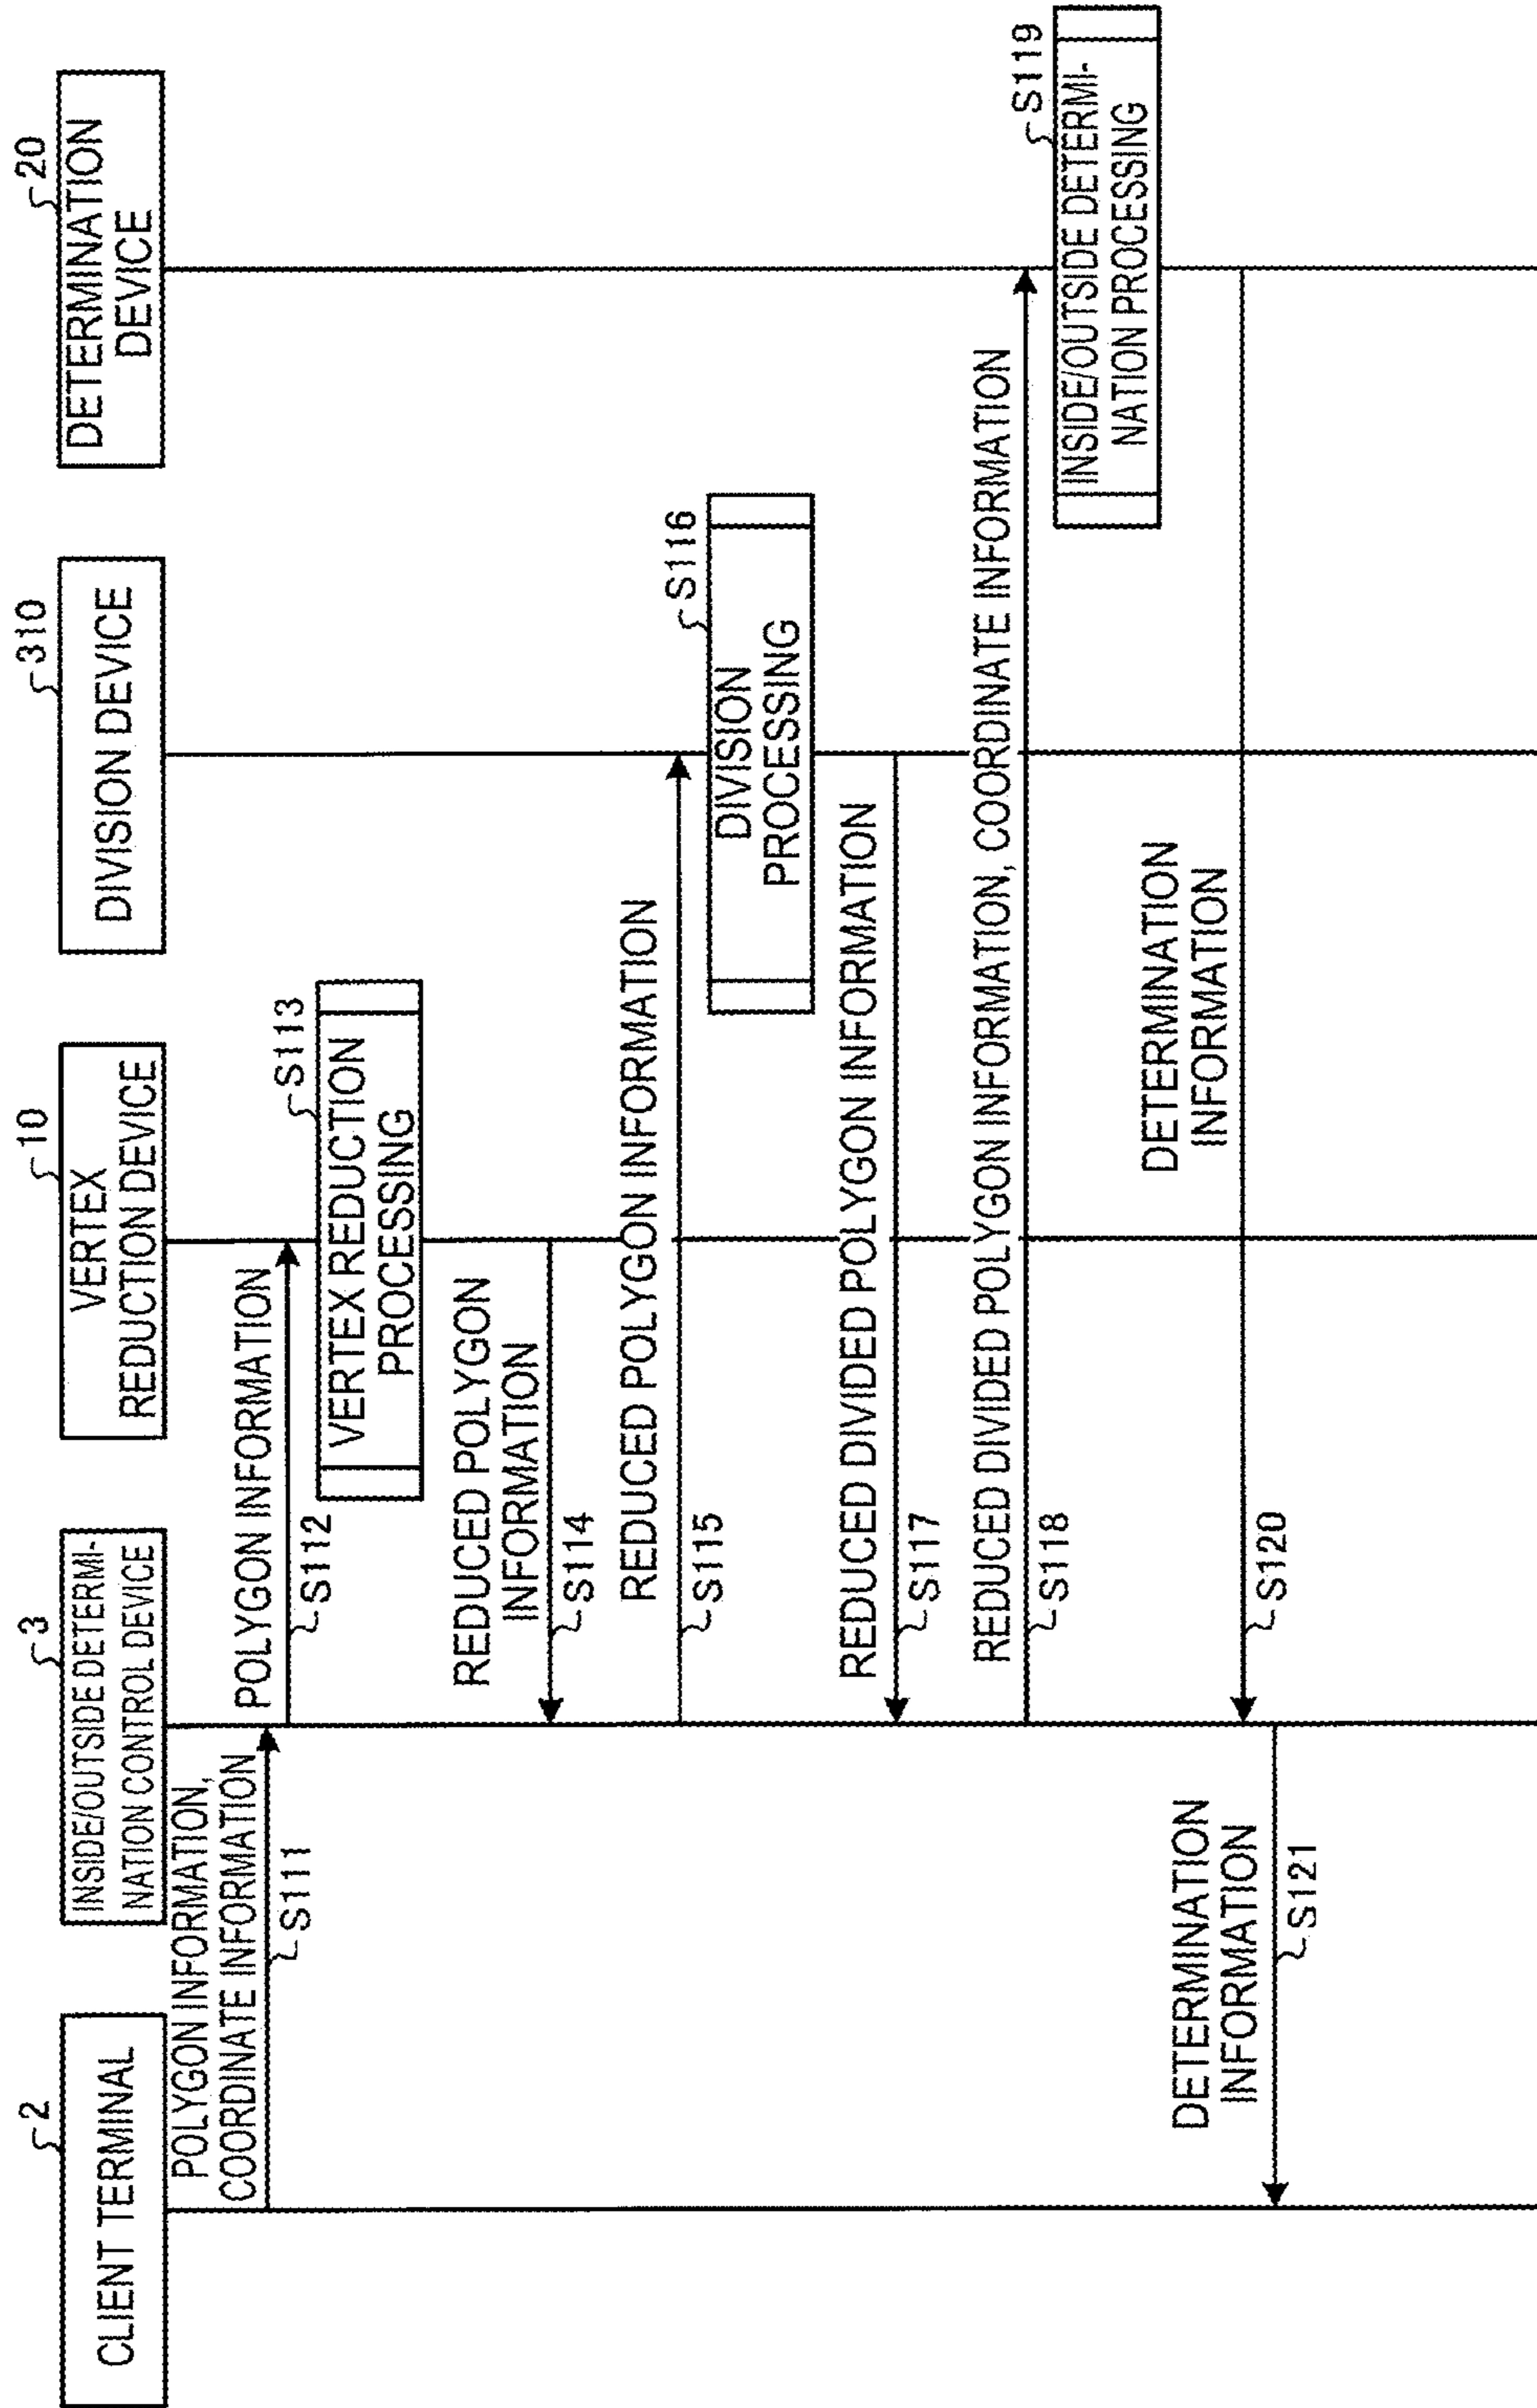 2
CLIENT TERMINAL
3
INSIDE/OUTSIDE DETERMI-
NATION CONTROL DEVICE
10
VERTEX
REDUCTION DEVICE
310
DIVISION DEVICE
20
DETERMINATION
DEVICE
POLYGON INFORMATION,
COORDINATE INFORMATION
S111
POLYGON INFORMATION
S112
S113
VERTEX REDUCTION
PROCESSING
REDUCED POLYGON
INFORMATION
S114
REDUCED POLYGON INFORMATION
S115
S116
DIVISION
PROCESSING
REDUCED DIVIDED POLYGON INFORMATION
S117
REDUCED DIVIDED POLYGON INFORMATION, COORDINATE INFORMATION
S118
S119
INSIDE/OUTSIDE DETERMI-
NATION PROCESSING
DETERMINATION
INFORMATION
S120
DETERMINATION
INFORMATION
S121